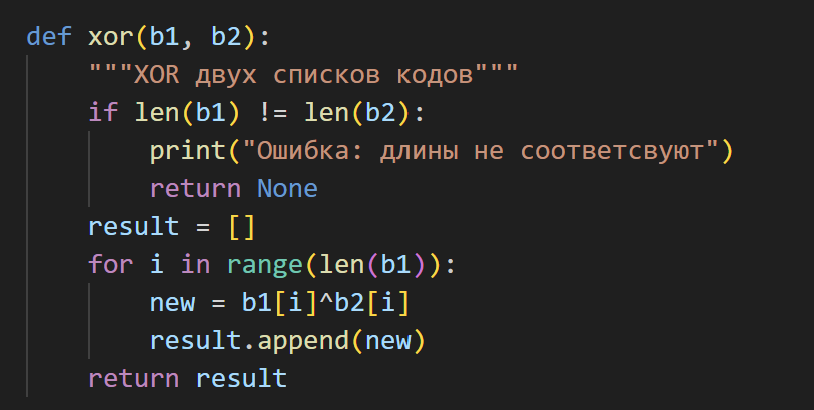 def xor(b1, b2):
    """XOR двух списков кодов"""
    if len(b1) != len(b2):
        print("Ошибка: длины не соответсвуют")
        return None
    result = []
    for i in range(len(b1)):
        new = b1[i]^b2[i]
        result.append(new)
    return result